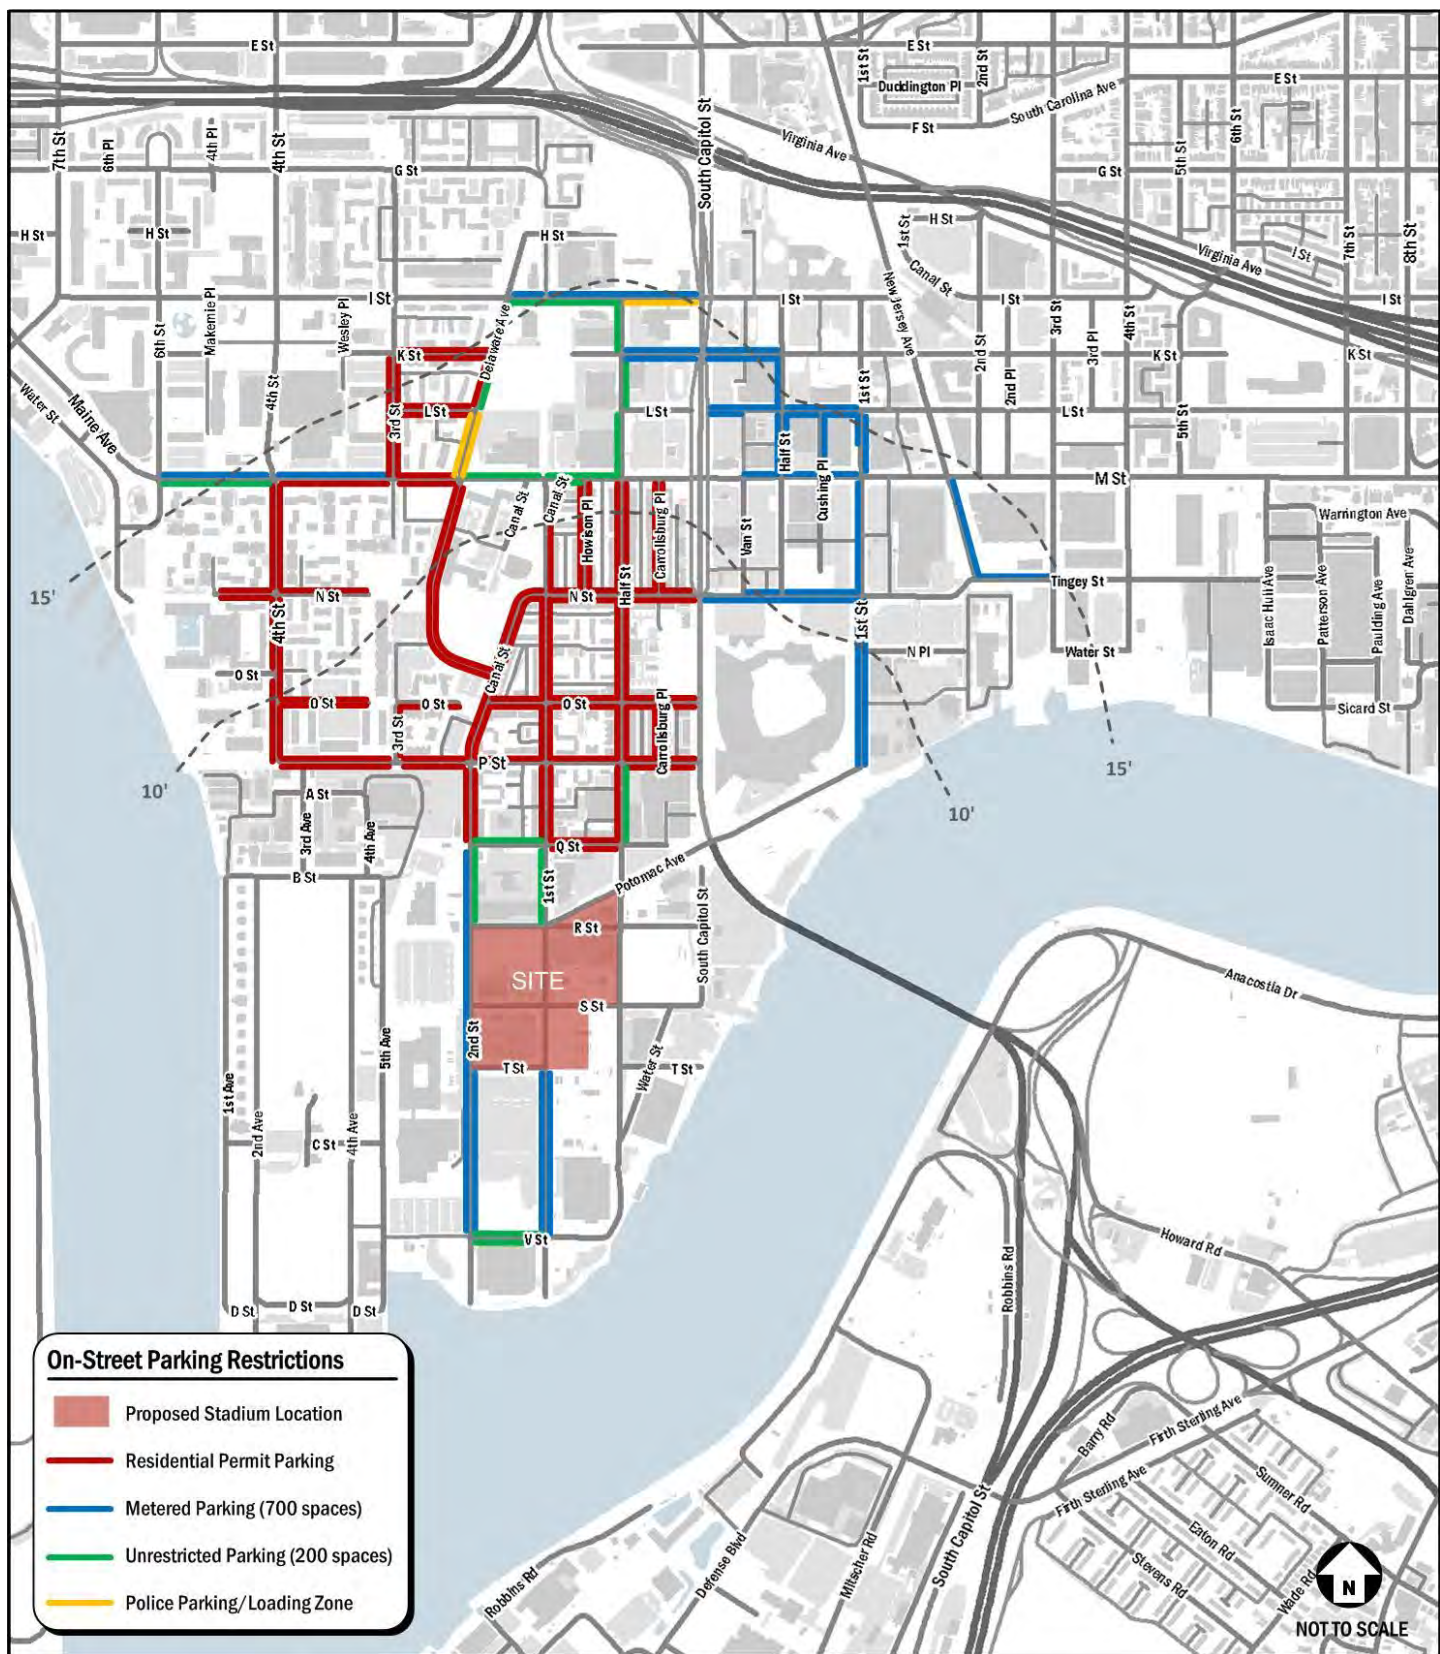 E St
E St
E St
1st St
2nd St
Duddington Pl
South Carolina Ave
F St
Virginia Ave
South Capitol St
7th St
6th Pl
4th Pl
4th St
G St
G St
5th St
6th St
H St
H St
H St
1st St
H St
Canal St
Virginia Ave
I St
7th St
8th St
I St
I St
I St
I St
6th St
Makemie Pl
Wesley Pl
Delaware Ave
New Jersey Ave
3rd St
4th St
K St
2nd St
3rd Pl
K St
K St
Water St
Maine Ave
4th St
3rd St
L St
L St
1st St
2nd Pl
L St
5th St
Half St
Cushing Pl
M St
Canal St
Canal St
Howison Pl
Half St
Carrollsburg Pl
Van St
Warrington Ave
Isaac Hull Ave
Patterson Ave
Paulding Ave
Dahlgren Ave
15'
N St
N St
Tingey St
4th St
1st St
N Pl
Water St
O St
O St
O St
O St
Canal St
3rd St
Carrollsburg Pl
Sicard St
P St
10'
15'
10'
A St
3rd Ave
4th Ave
B St
Q St
1st St
Potomac Ave
R St
South Capitol St
SITE
S St
Anacostia Dr
2nd St
5th Ave
T St
Water St
T St
1st Ave
2nd Ave
C St
4th Ave
V St
Howard Rd
Robbins Rd
D St
D St
D St
On-Street Parking Restrictions
Proposed Stadium Location
Residential Permit Parking
Metered Parking (700 spaces)
Unrestricted Parking (200 spaces)
Police Parking/Loading Zone
Barry Rd
Firth Sterling Ave
Firth Sterling Ave
Sumner Rd
Eaton Rd
Stevens Rd
Wade Rd
South Capitol St
Mitscher Rd
Defense Blvd
Robbins Rd
N
NOT TO SCALE